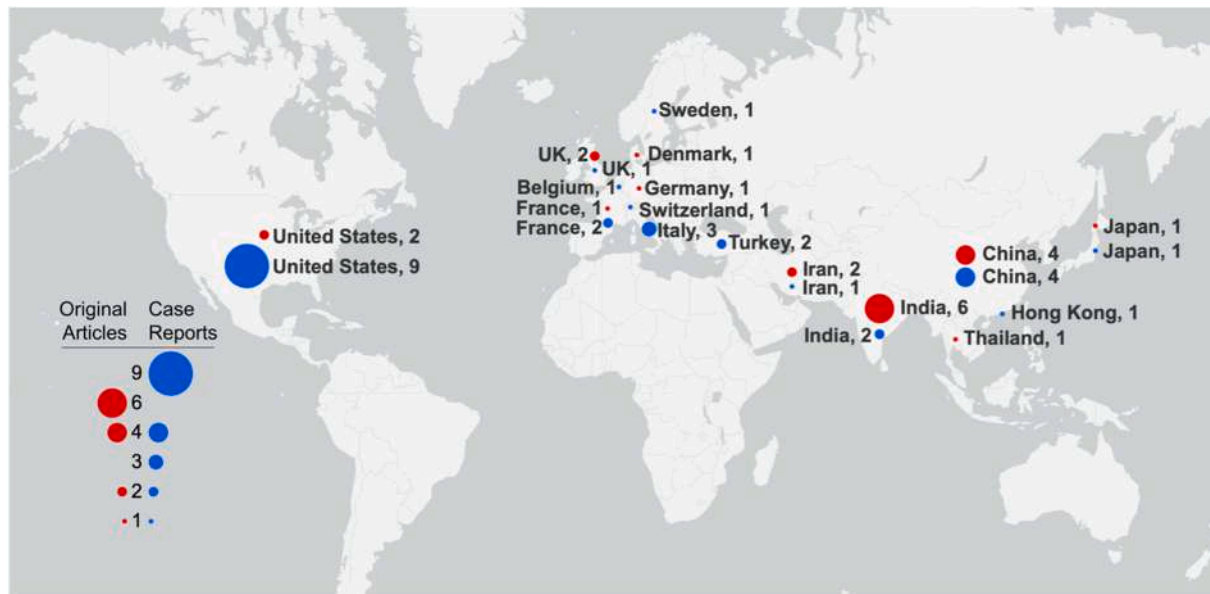 Sweden, 1
UK, 2
Denmark, 1
UK, 1
Belgium, 1
Germany, 1
France, 1
Switzerland, 1
France, 2
Italy, 3
Turkey, 2
United States, 2
United States, 9
Japan, 1
Japan, 1
China, 4
China, 4
Iran, 2
Iran, 1
India, 6
Hong Kong, 1
India, 2
Thailand, 1
Original Articles
Case Reports
9
6
4
3
2
1